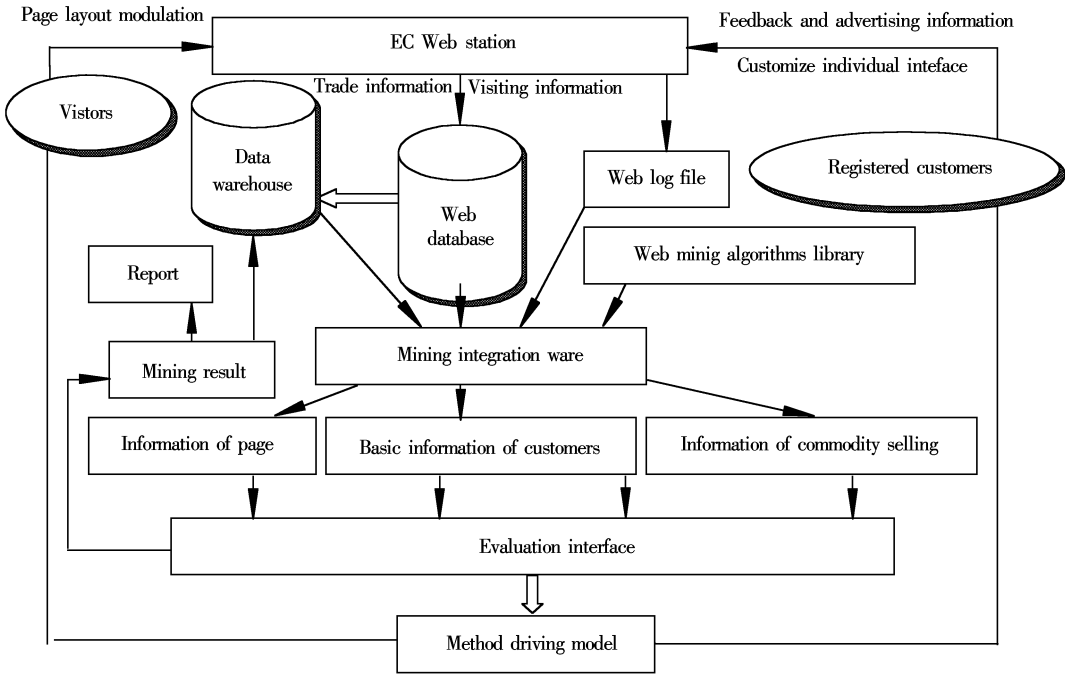 Page layout modulation
EC Web station
Feedback and advertising information
Customize individual inteface
Trade information
Visiting information
Vistors
Data
warehouse
Web
database
Web log file
Registered customers
Web minig algorithms library
Report
Mining integration ware
Mining result
Information of page
Basic information of customers
Information of commodity selling
Evaluation interface
Method driving model